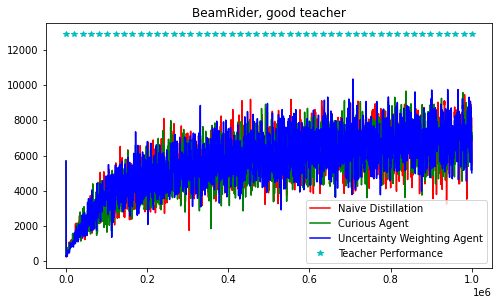 BeamRider, good teacher
12000
10000
8000
6000
4000
2000
0
Naive Distillation
Curious Agent
Uncertainty Weighting Agent
Teacher Performance
0.0 0.2 0.4 0.6 0.8 1.0
1e6